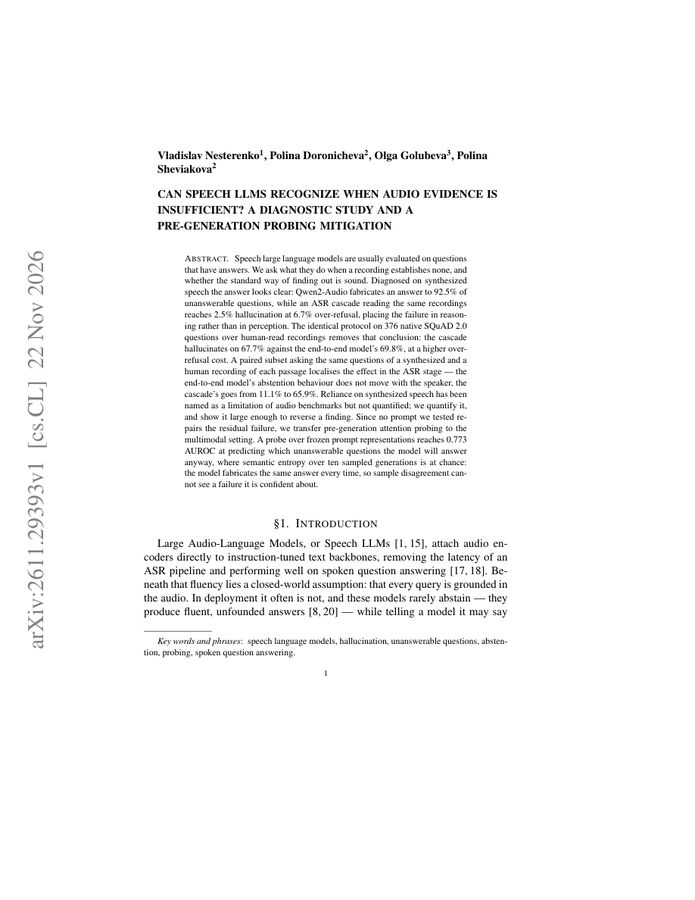 arXiv:2611.29393v1 [cs.CL] 22 Nov 2026
Vladislav Nesterenko1, Polina Doronicheva2, Olga Golubeva3, Polina
Sheviakova2
CAN SPEECH LLMS RECOGNIZE WHEN AUDIO EVIDENCE IS
INSUFFICIENT? A DIAGNOSTIC STUDY AND A
PRE-GENERATION PROBING MITIGATION
ABSTRACT. Speech large language models are usually evaluated on questions
that have answers. We ask what they do when a recording establishes none, and
whether the standard way of finding out is sound. Diagnosed on synthesized
speech the answer looks clear: Qwen2-Audio fabricates an answer to 92.5% of
unanswerable questions, while an ASR cascade reading the same recordings
reaches 2.5% hallucination at 6.7% over-refusal, placing the failure in reason-
ing rather than in perception. The identical protocol on 376 native SQuAD 2.0
questions over human-read recordings removes that conclusion: the cascade
hallucinates on 67.7% against the end-to-end model's 69.8%, at a higher over-
refusal cost. A paired subset asking the same questions of a synthesized and a
human recording of each passage localises the effect in the ASR stage — the
end-to-end model's abstention behaviour does not move with the speaker, the
cascade's goes from 11.1% to 65.9%. Reliance on synthesized speech has been
named as a limitation of audio benchmarks but not quantified; we quantify it,
and show it large enough to reverse a finding. Since no prompt we tested re-
pairs the residual failure, we transfer pre-generation attention probing to the
multimodal setting. A probe over frozen prompt representations reaches 0.773
AUROC at predicting which unanswerable questions the model will answer
anyway, where semantic entropy over ten sampled generations is at chance:
the model fabricates the same answer every time, so sample disagreement can-
not see a failure it is confident about.
§1. INTRODUCTION
Large Audio-Language Models, or Speech LLMs [1, 15], attach audio en-
coders directly to instruction-tuned text backbones, removing the latency of an
ASR pipeline and performing well on spoken question answering [17, 18]. Be-
neath that fluency lies a closed-world assumption: that every query is grounded in
the audio. In deployment it often is not, and these models rarely abstain — they
produce fluent, unfounded answers [8, 20] — while telling a model it may say
Key words and phrases: speech language models, hallucination, unanswerable questions, absten-
tion, probing, spoken question answering.
1